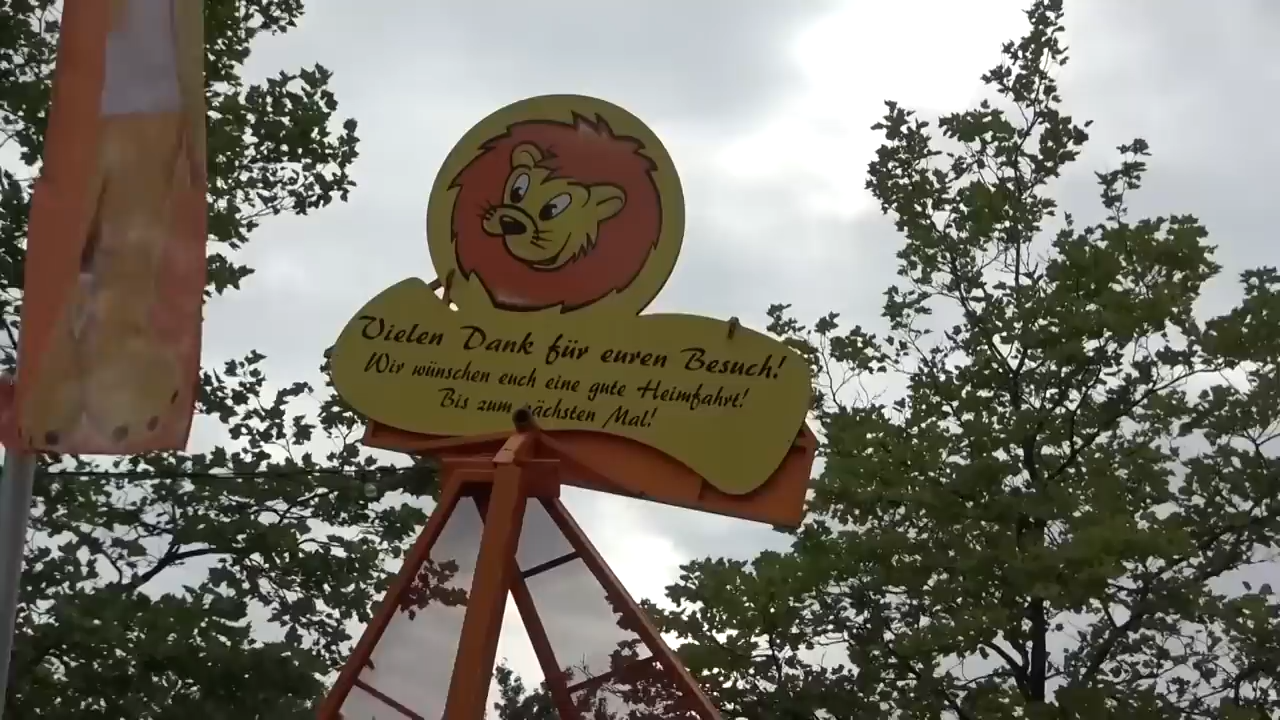 Vielen Dank für euren Besuch!
Wir wünschen euch eine gute Heimfahrt!
Bis zum nächsten Mal!